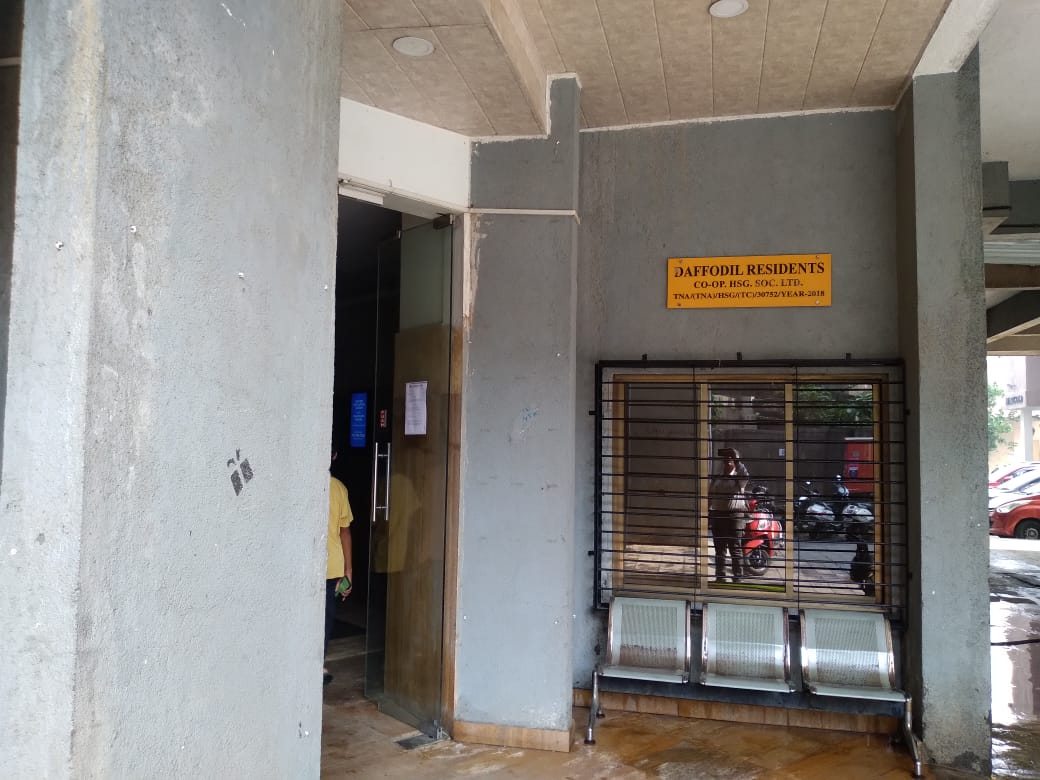 DAFFODIL RESIDENTS
CO-OP. HSG. SOC. LTD.
TNA/(TNA)/HSG/(TC)/30752/YEAR-2018